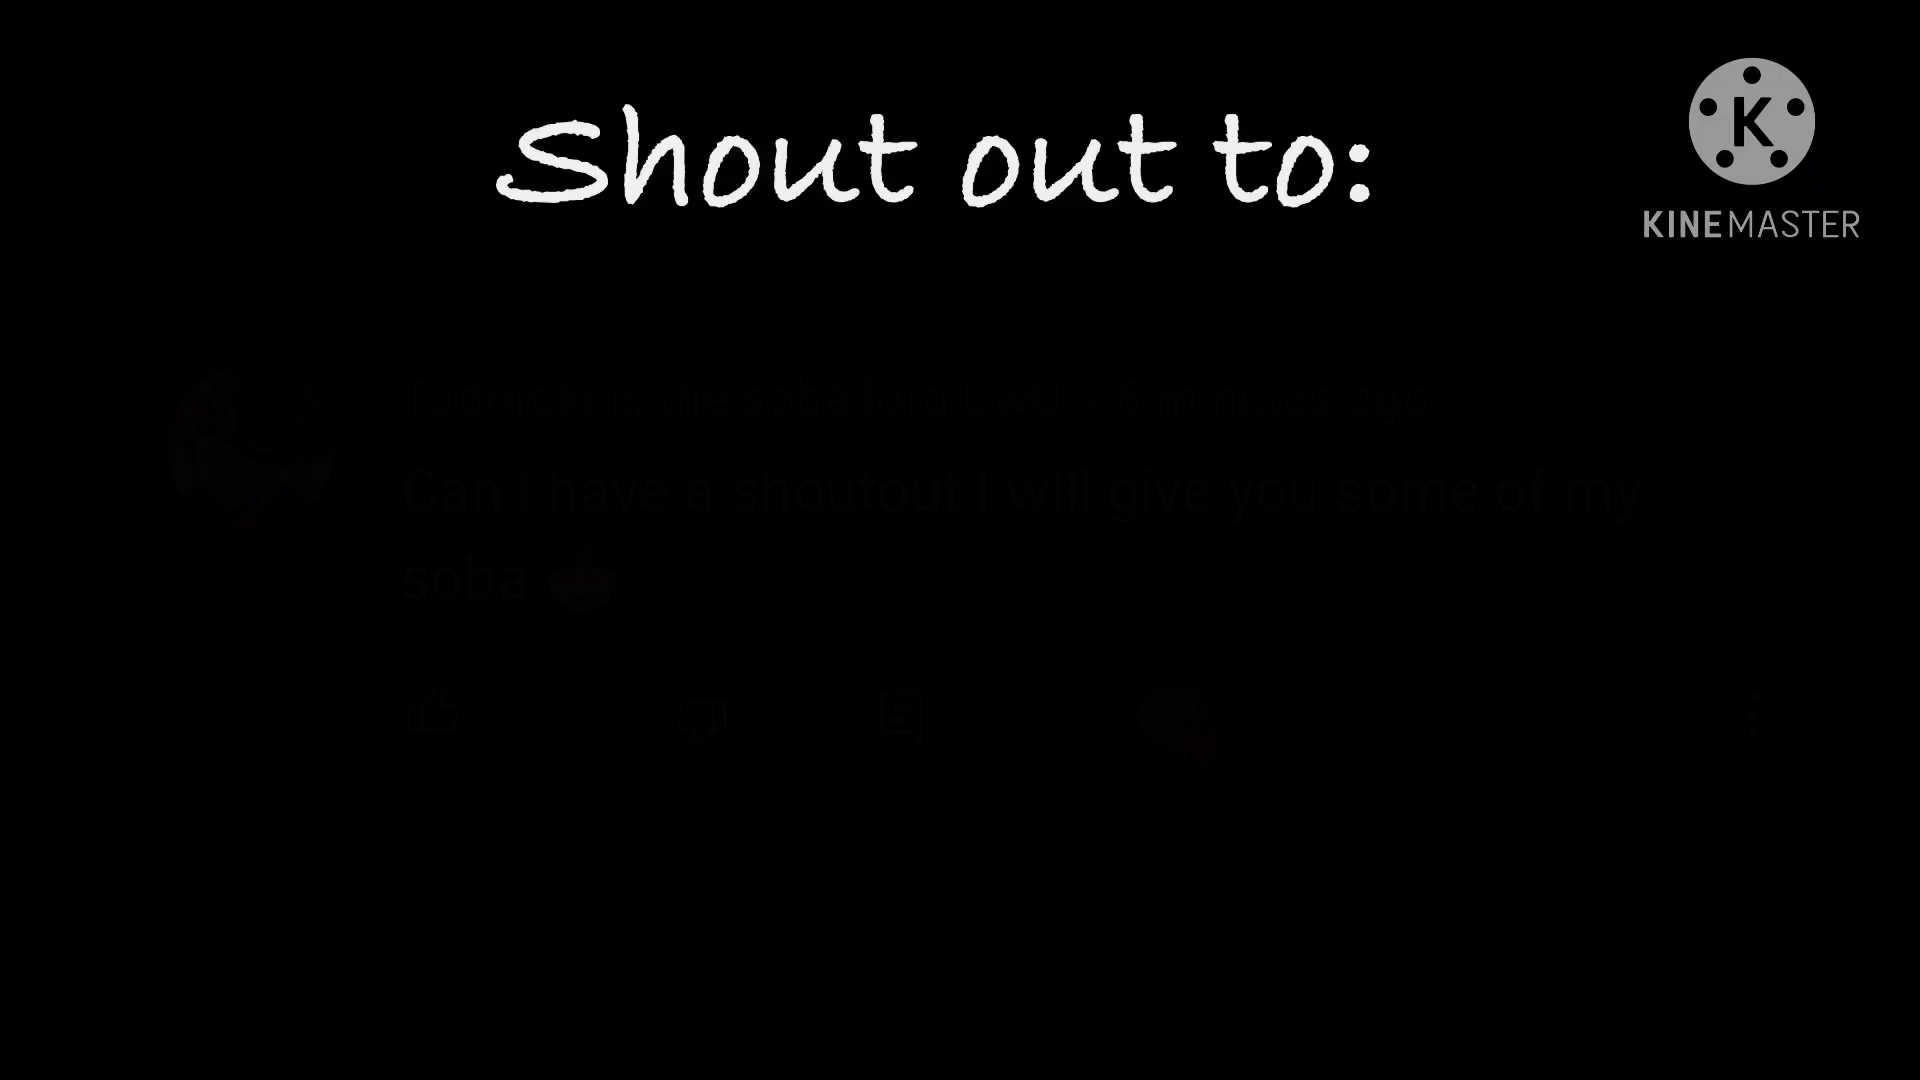 Shout out to:
K
KINEMASTER
Todoroki is the soba lord UwU • 6 minutes ago
Can I have a shoutout I will give you some of my
soba 🍜